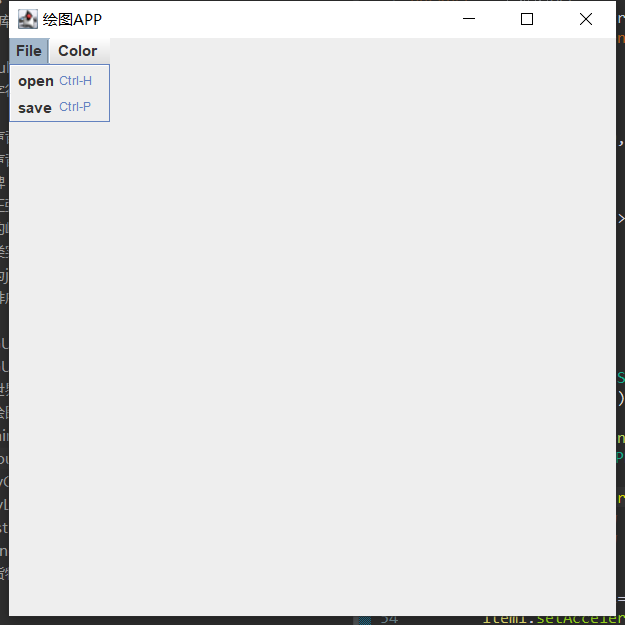 绘图APP
File Color
open Ctrl-H
save Ctrl-P
54 item1.setAcceler